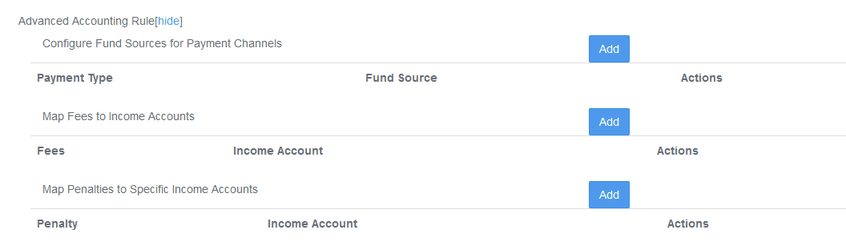 Advanced Accounting Rule[hide]
Configure Fund Sources for Payment Channels Add
Payment Type Fund Source Actions
Map Fees to Income Accounts Add
Fees Income Account Actions
Map Penalties to Specific Income Accounts Add
Penalty Income Account Actions